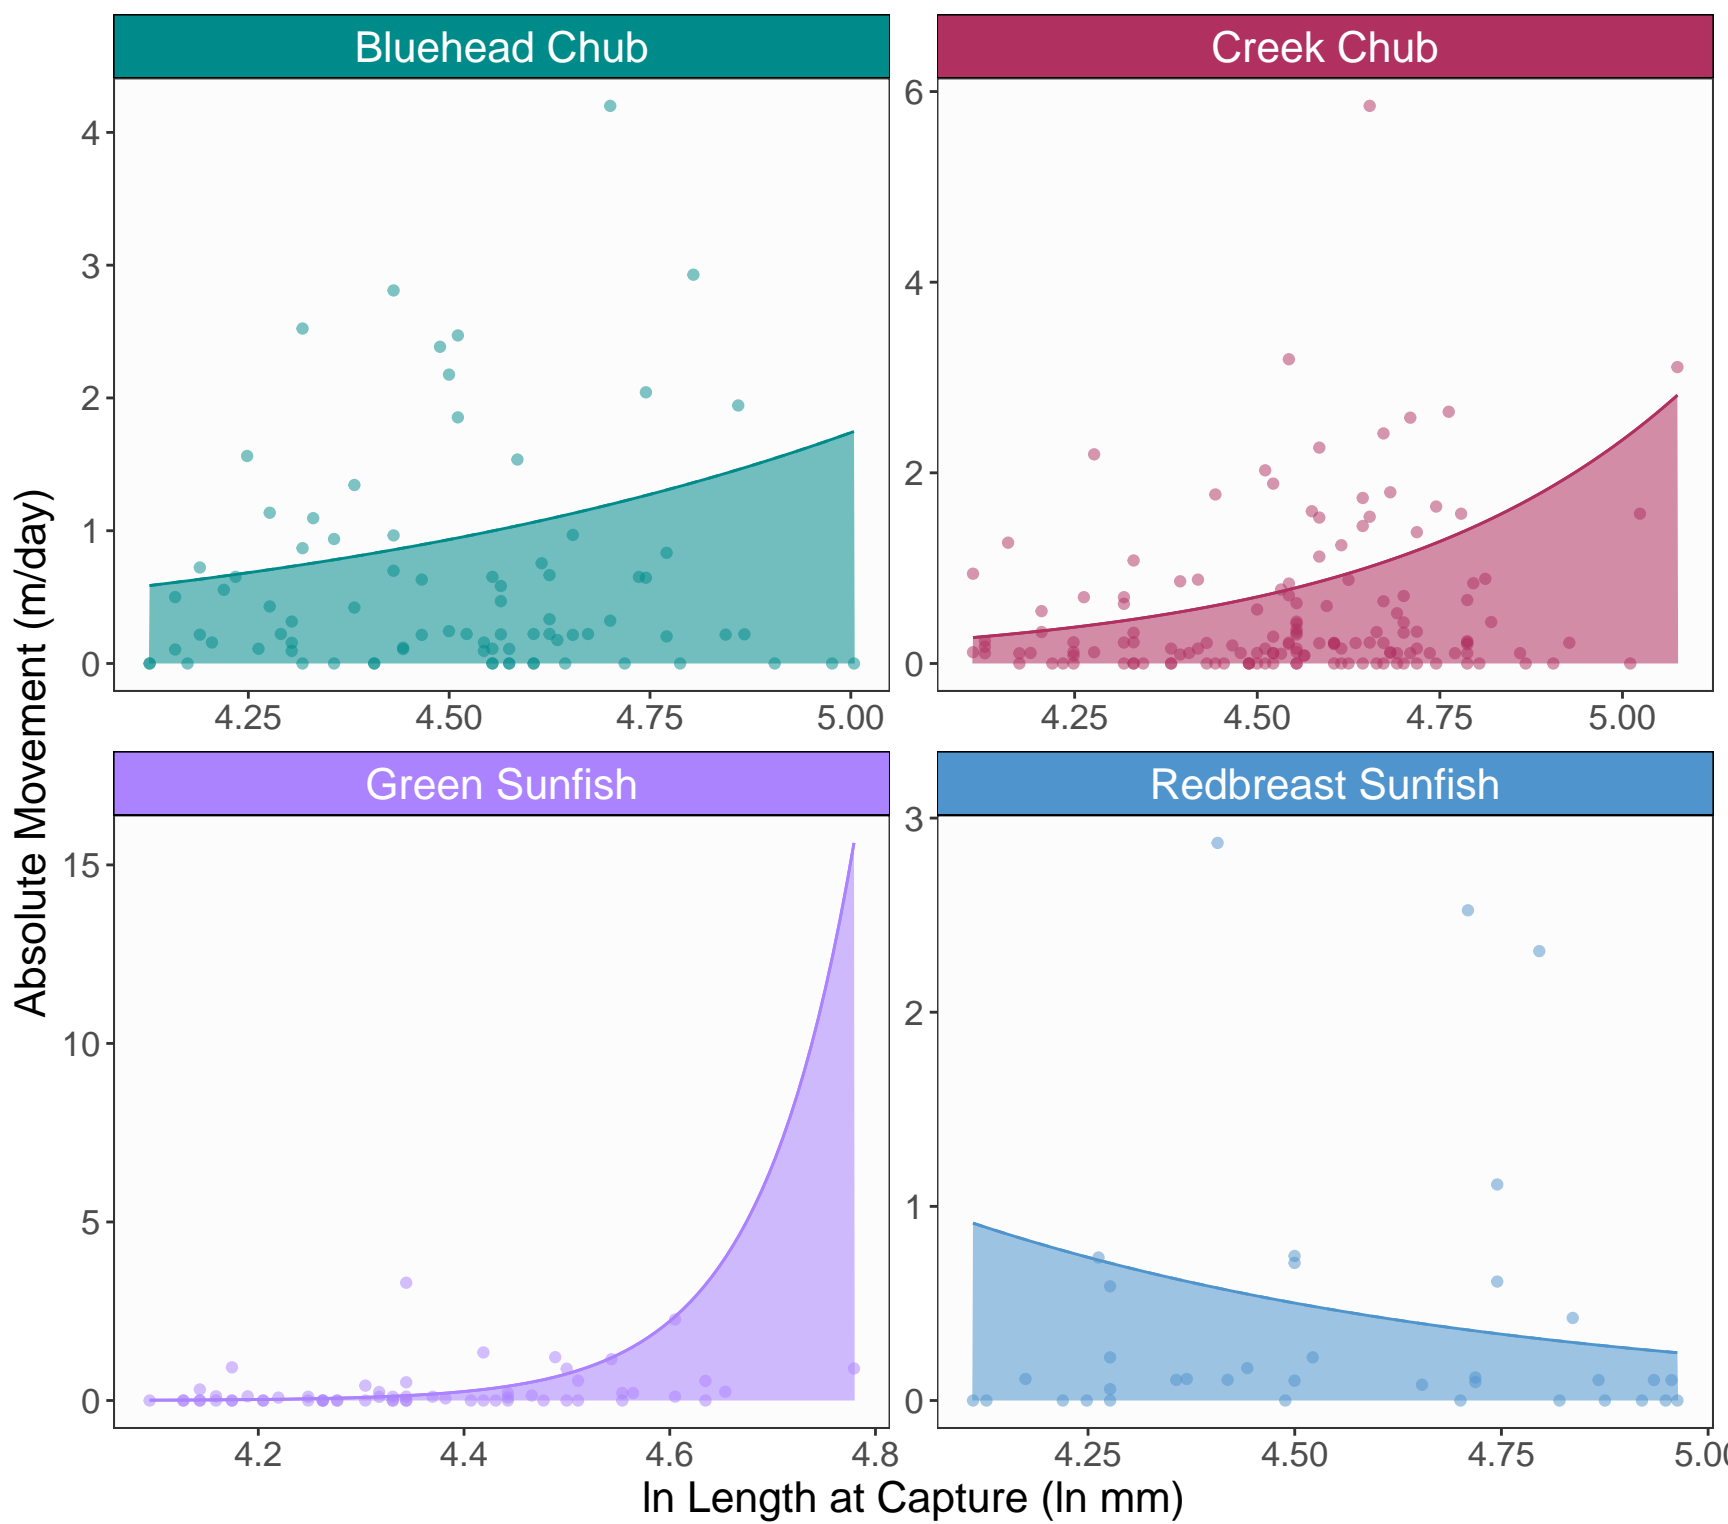 Bluehead Chub
Creek Chub
4
3
2
1
0
6
4
2
0
4.25 4.50 4.75 5.00
4.25 4.50 4.75 5.00
Absolute Movement (m/day)
Green Sunfish
Redbreast Sunfish
15
10
5
0
3
2
1
0
4.2 4.4 4.6 4.8
4.25 4.50 4.75 5.00
ln Length at Capture (ln mm)